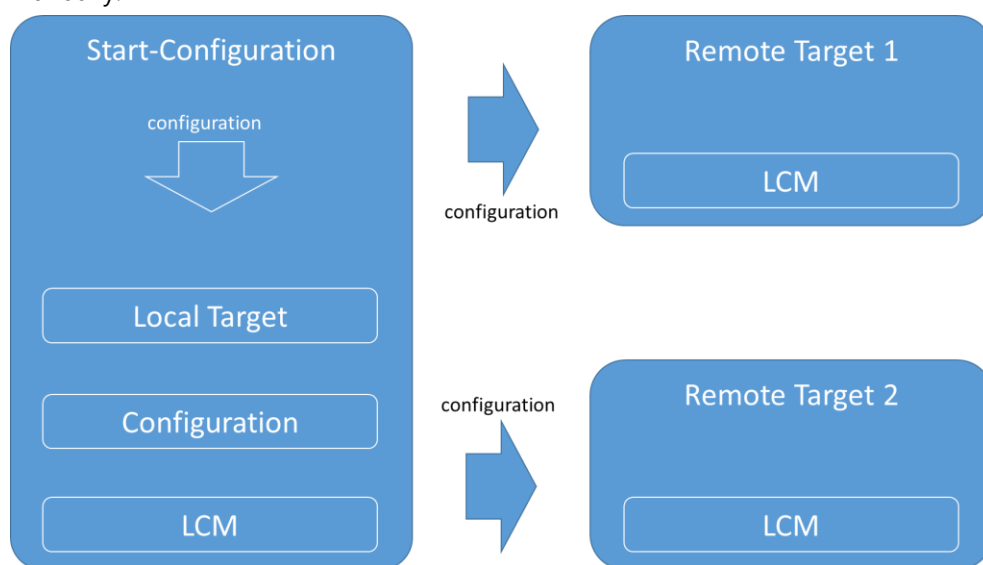 Start-Configuration
configuration
Local Target
Configuration
LCM
configuration
Remote Target 1
LCM
configuration
Remote Target 2
LCM